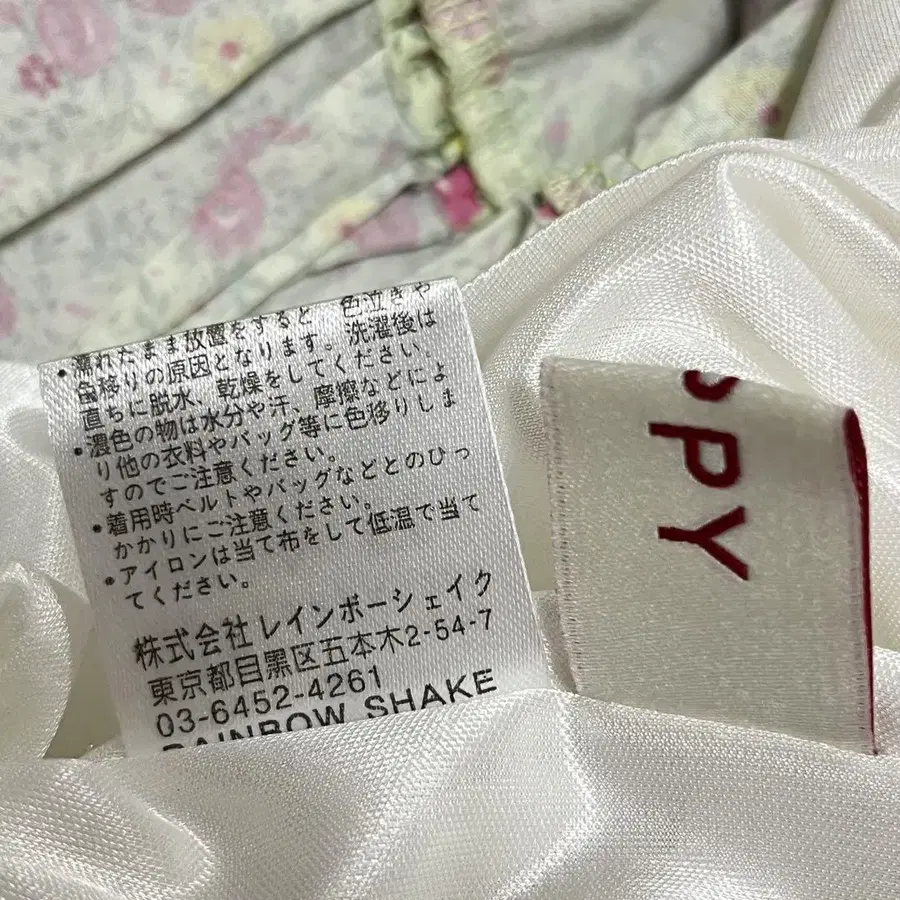 ・濡れたまま放置をすると 色泣きや
色移りの原因となります。洗濯後は
直ちに脱水、乾燥をしてください。
・濃色の物は水分や汗、摩擦などによ
り他の衣料やバッグ等に色移りしま
すのでご注意ください。
・着用時ベルトやバッグなどとのひっ
かかりにご注意ください。
・アイロンは当て布をして低温で当て
てください。
株式会社レインボーシェイク
東京都目黒区五本木2-54-7
03-6452-4261
RAINBOW SHAKE
PPY